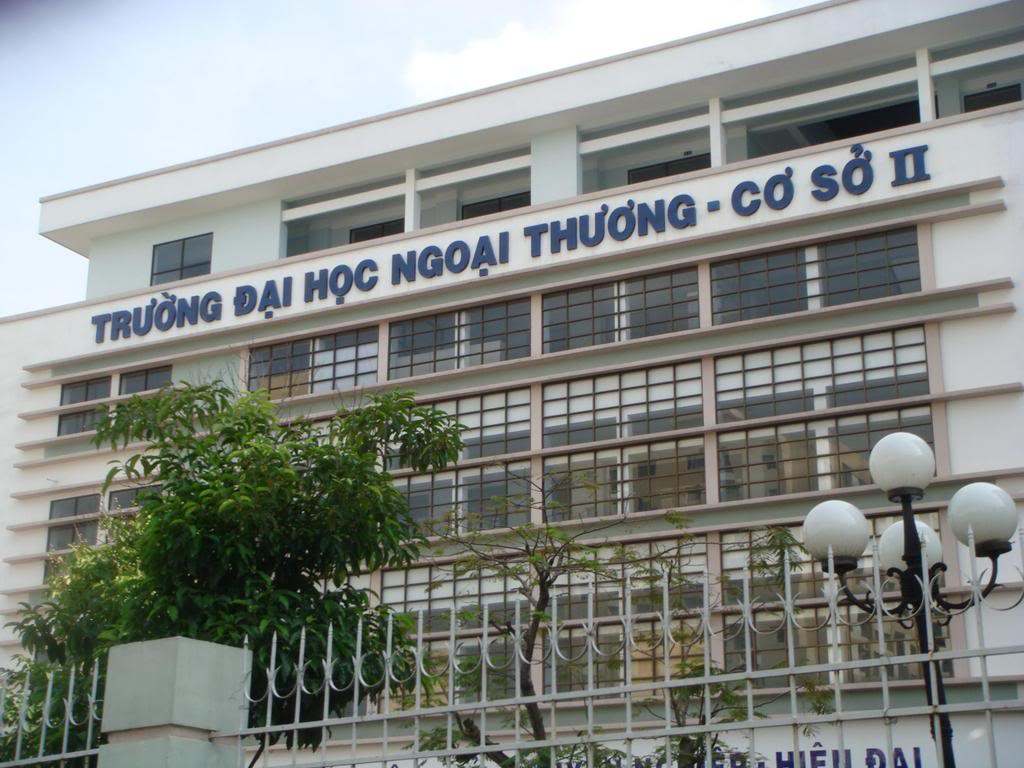 TRƯỜNG ĐẠI HỌC NGOẠI THƯƠNG - CƠ SỞ II
HIỆU ĐẠI